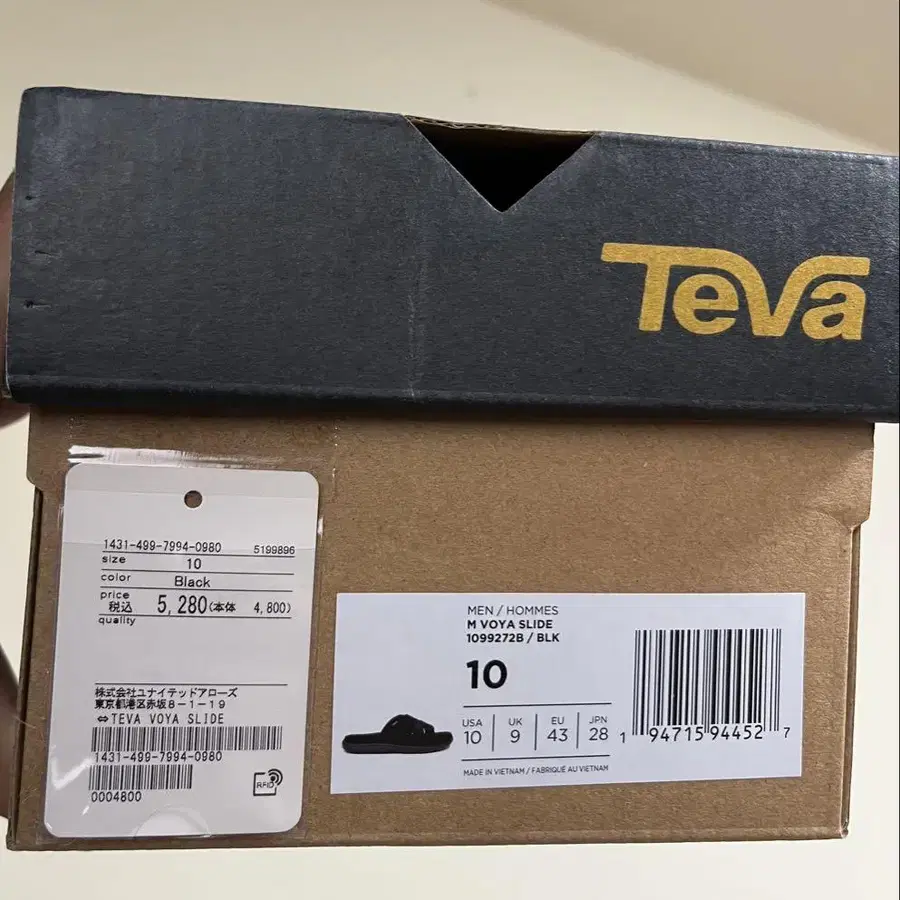 Teva
1431-499-7994-0980 5199896
size 10
color Black
price
税込 5,280(本体 4,800)
quality
株式会社ユナイテッドアローズ
東京都港区赤坂8-1-19
⇔TEVA VOYA SLIDE
1431-499-7994-0980
0004800
RFID
MEN / HOMMES
M VOYA SLIDE
1099272B / BLK
10
USA UK EU JPN
10 9 43 28
1 94715 94452 7
MADE IN VIETNAM / FABRIQUÉ AU VIETNAM